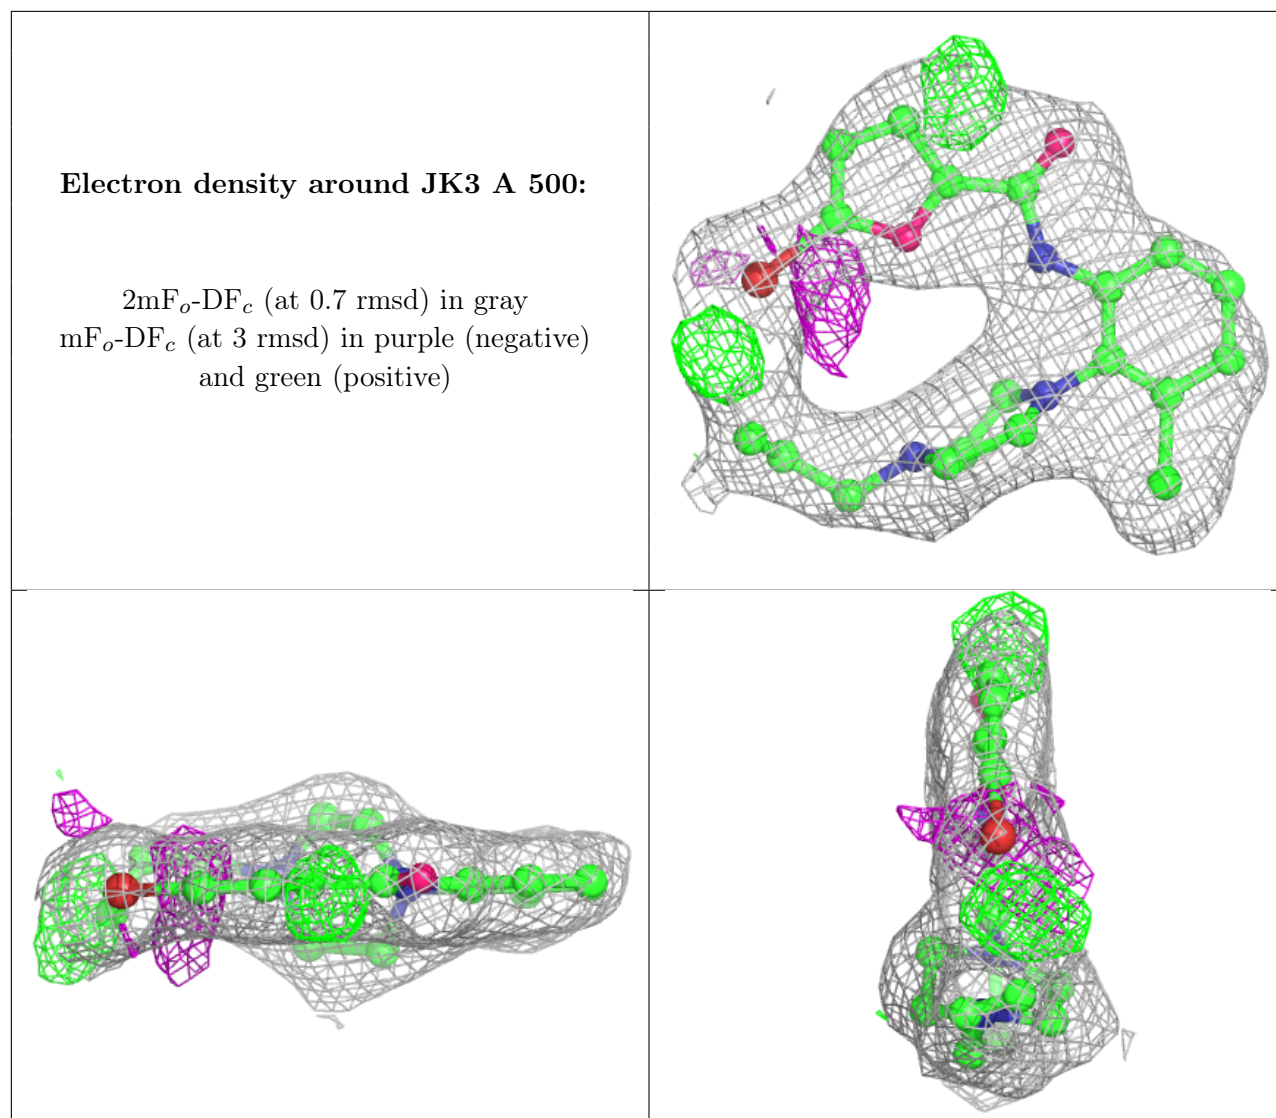 Electron density around JK3 A 500:
2mFo-DFc (at 0.7 rmsd) in gray
mFo-DFc (at 3 rmsd) in purple (negative)
and green (positive)